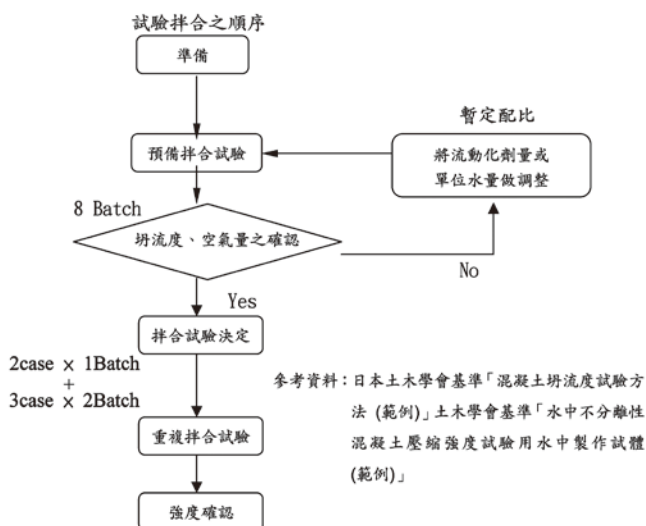 試驗拌合之順序
準備
暫定配比
預備拌合試驗
將流動化劑量或
單位水量做調整
8 Batch
坍流度、空氣量之確認
No
Yes
拌合試驗決定
2case × 1Batch
+
3case × 2Batch
參考資料：日本土木學會基準「混凝土坍流度試驗方
法 (範例)」土木學會基準「水中不分離性
混凝土壓縮強度試驗用水中製作試體
(範例)」
重複拌合試驗
強度確認